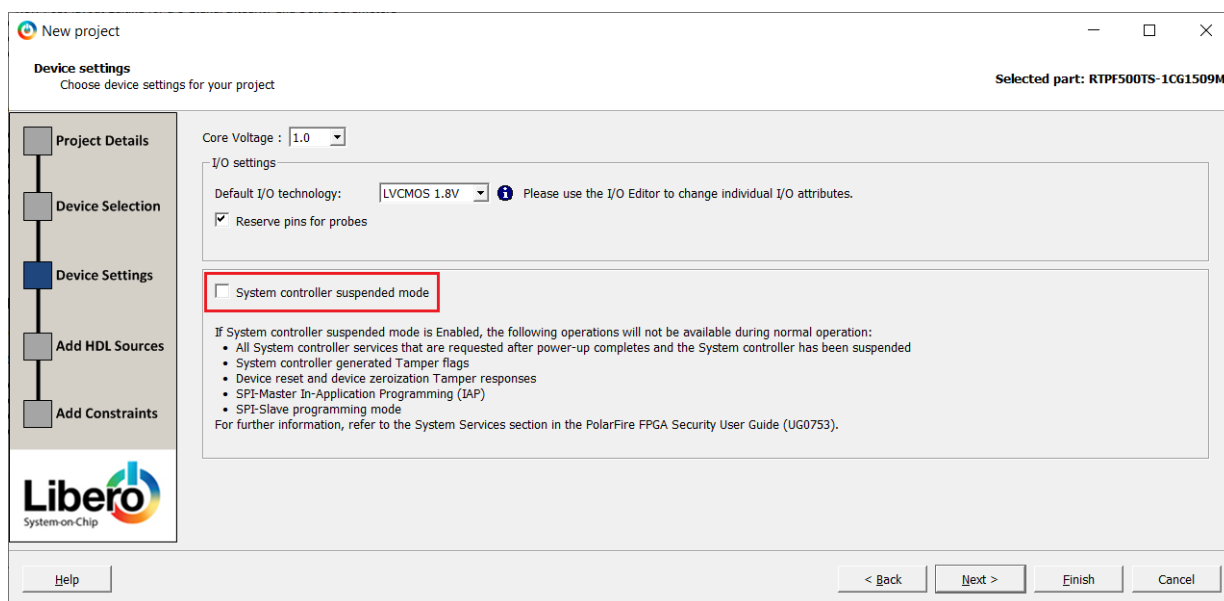 New project
Device settings
Choose device settings for your project
Selected part: RTPF500TS-1CG1509M
Project Details
Device Selection
Device Settings
Add HDL Sources
Add Constraints
Libero
System-on-Chip
Core Voltage : 1.0
I/O settings
Default I/O technology: LVCMOS 1.8V Please use the I/O Editor to change individual I/O attributes.
Reserve pins for probes
System controller suspended mode
If System controller suspended mode is Enabled, the following operations will not be available during normal operation:
• All System controller services that are requested after power-up completes and the System controller has been suspended
• System controller generated Tamper flags
• Device reset and device zeroization Tamper responses
• SPI-Master In-Application Programming (IAP)
• SPI-Slave programming mode
For further information, refer to the System Services section in the PolarFire FPGA Security User Guide (UG0753).
Help
< Back
Next >
Finish
Cancel